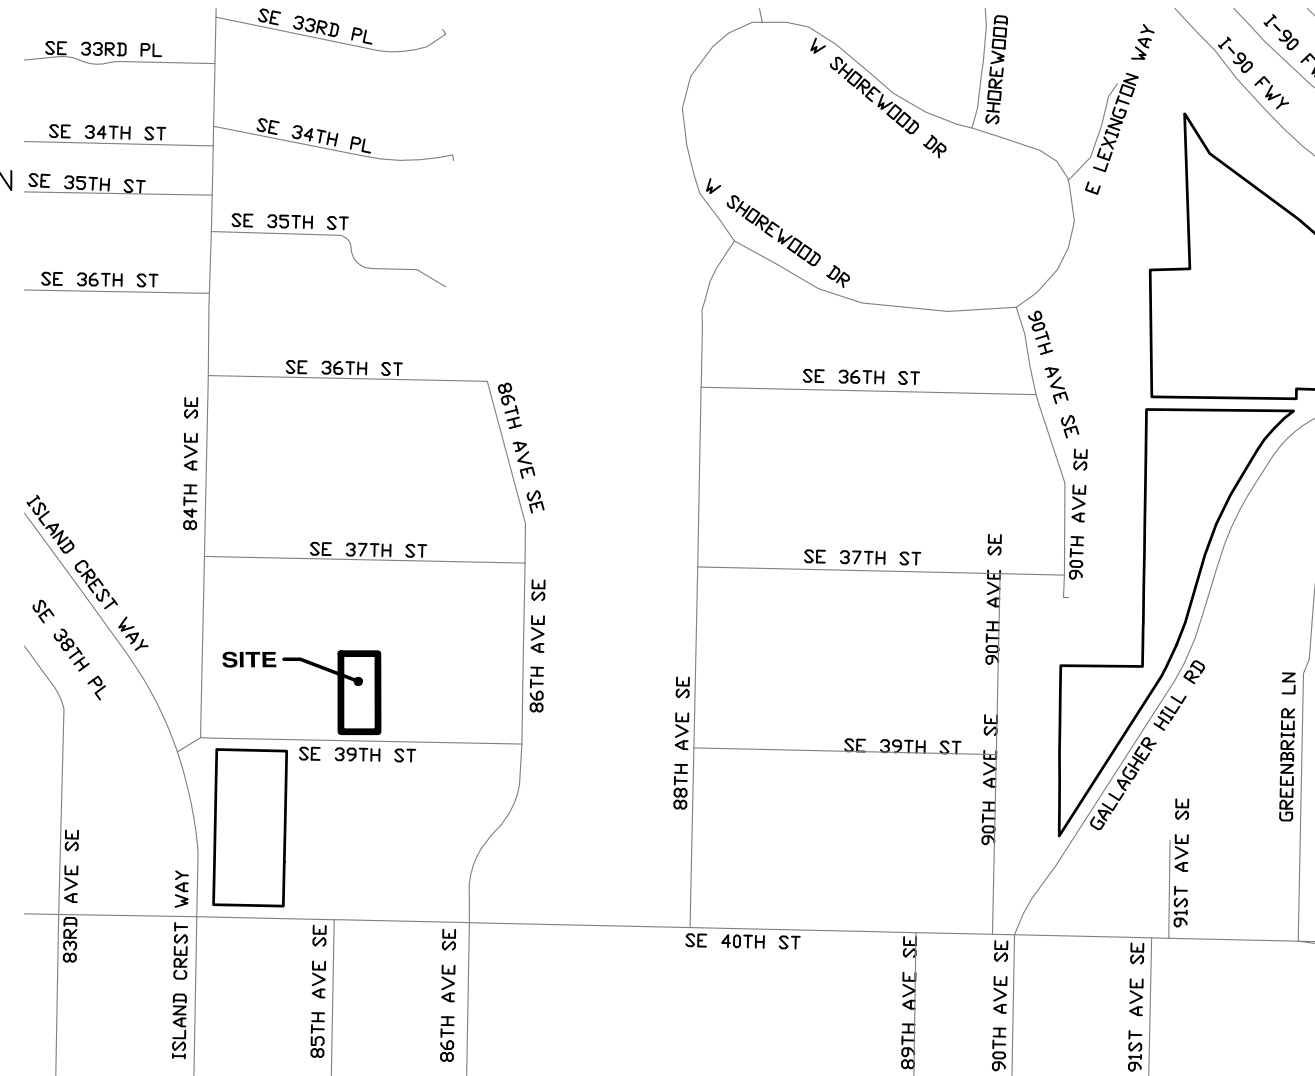 SE 33RD PL
SE 33RD PL
W SHOREWOOD DR
SHOREWOOD
E LEXINGTON WAY
I-90 FWY
I-90
SE 34TH ST
SE 34TH PL
N
SE 35TH ST
SE 35TH ST
W SHOREWOOD DR
SE 36TH ST
SE 36TH ST
SE 36TH ST
90TH AVE SE
84TH AVE SE
86TH AVE SE
90TH AVE SE
ISLAND CREST WAY
SE 37TH ST
SE 37TH ST
90TH AVE SE
SE 38TH PL
86TH AVE SE
SITE
88TH AVE SE
90TH AVE SE
SE 39TH ST
SE 39TH ST
GALLAGHER HILL RD
GREENBRIER LN
83RD AVE SE
91ST AVE SE
ISLAND CREST WAY
85TH AVE SE
86TH AVE SE
SE 40TH ST
89TH AVE SE
90TH AVE SE
91ST AVE SE